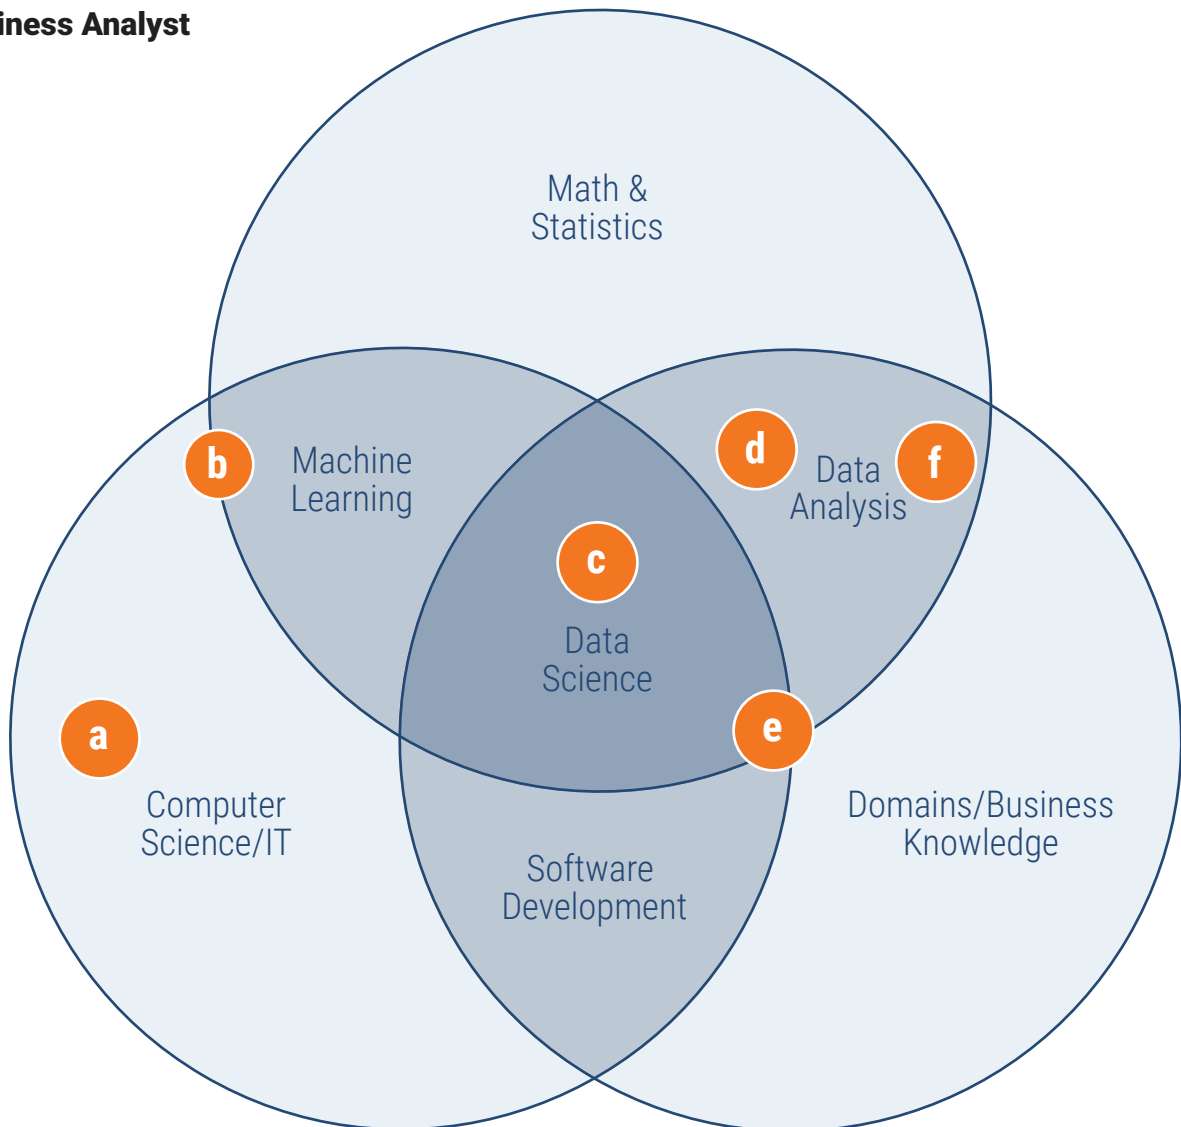 iness Analyst
Math &
Statistics
b
Machine
Learning
d
Data
Analysis
f
c
Data
Science
a
e
Computer
Science/IT
Domains/Business
Knowledge
Software
Development